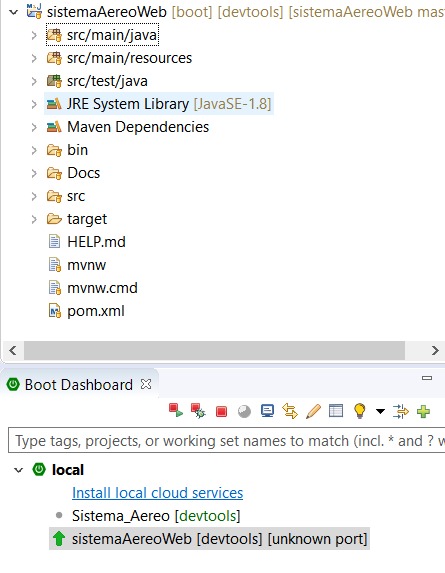 sistemaAereoWeb [boot] [devtools] [sistemaAereoWeb mas
src/main/java
src/main/resources
src/test/java
JRE System Library [JavaSE-1.8]
Maven Dependencies
bin
Docs
src
target
HELP.md
mvnw
mvnw.cmd
pom.xml
Boot Dashboard
Type tags, projects, or working set names to match (incl. * and ? w
local
Install local cloud services
Sistema_Aereo [devtools]
sistemaAereoWeb [devtools] [unknown port]